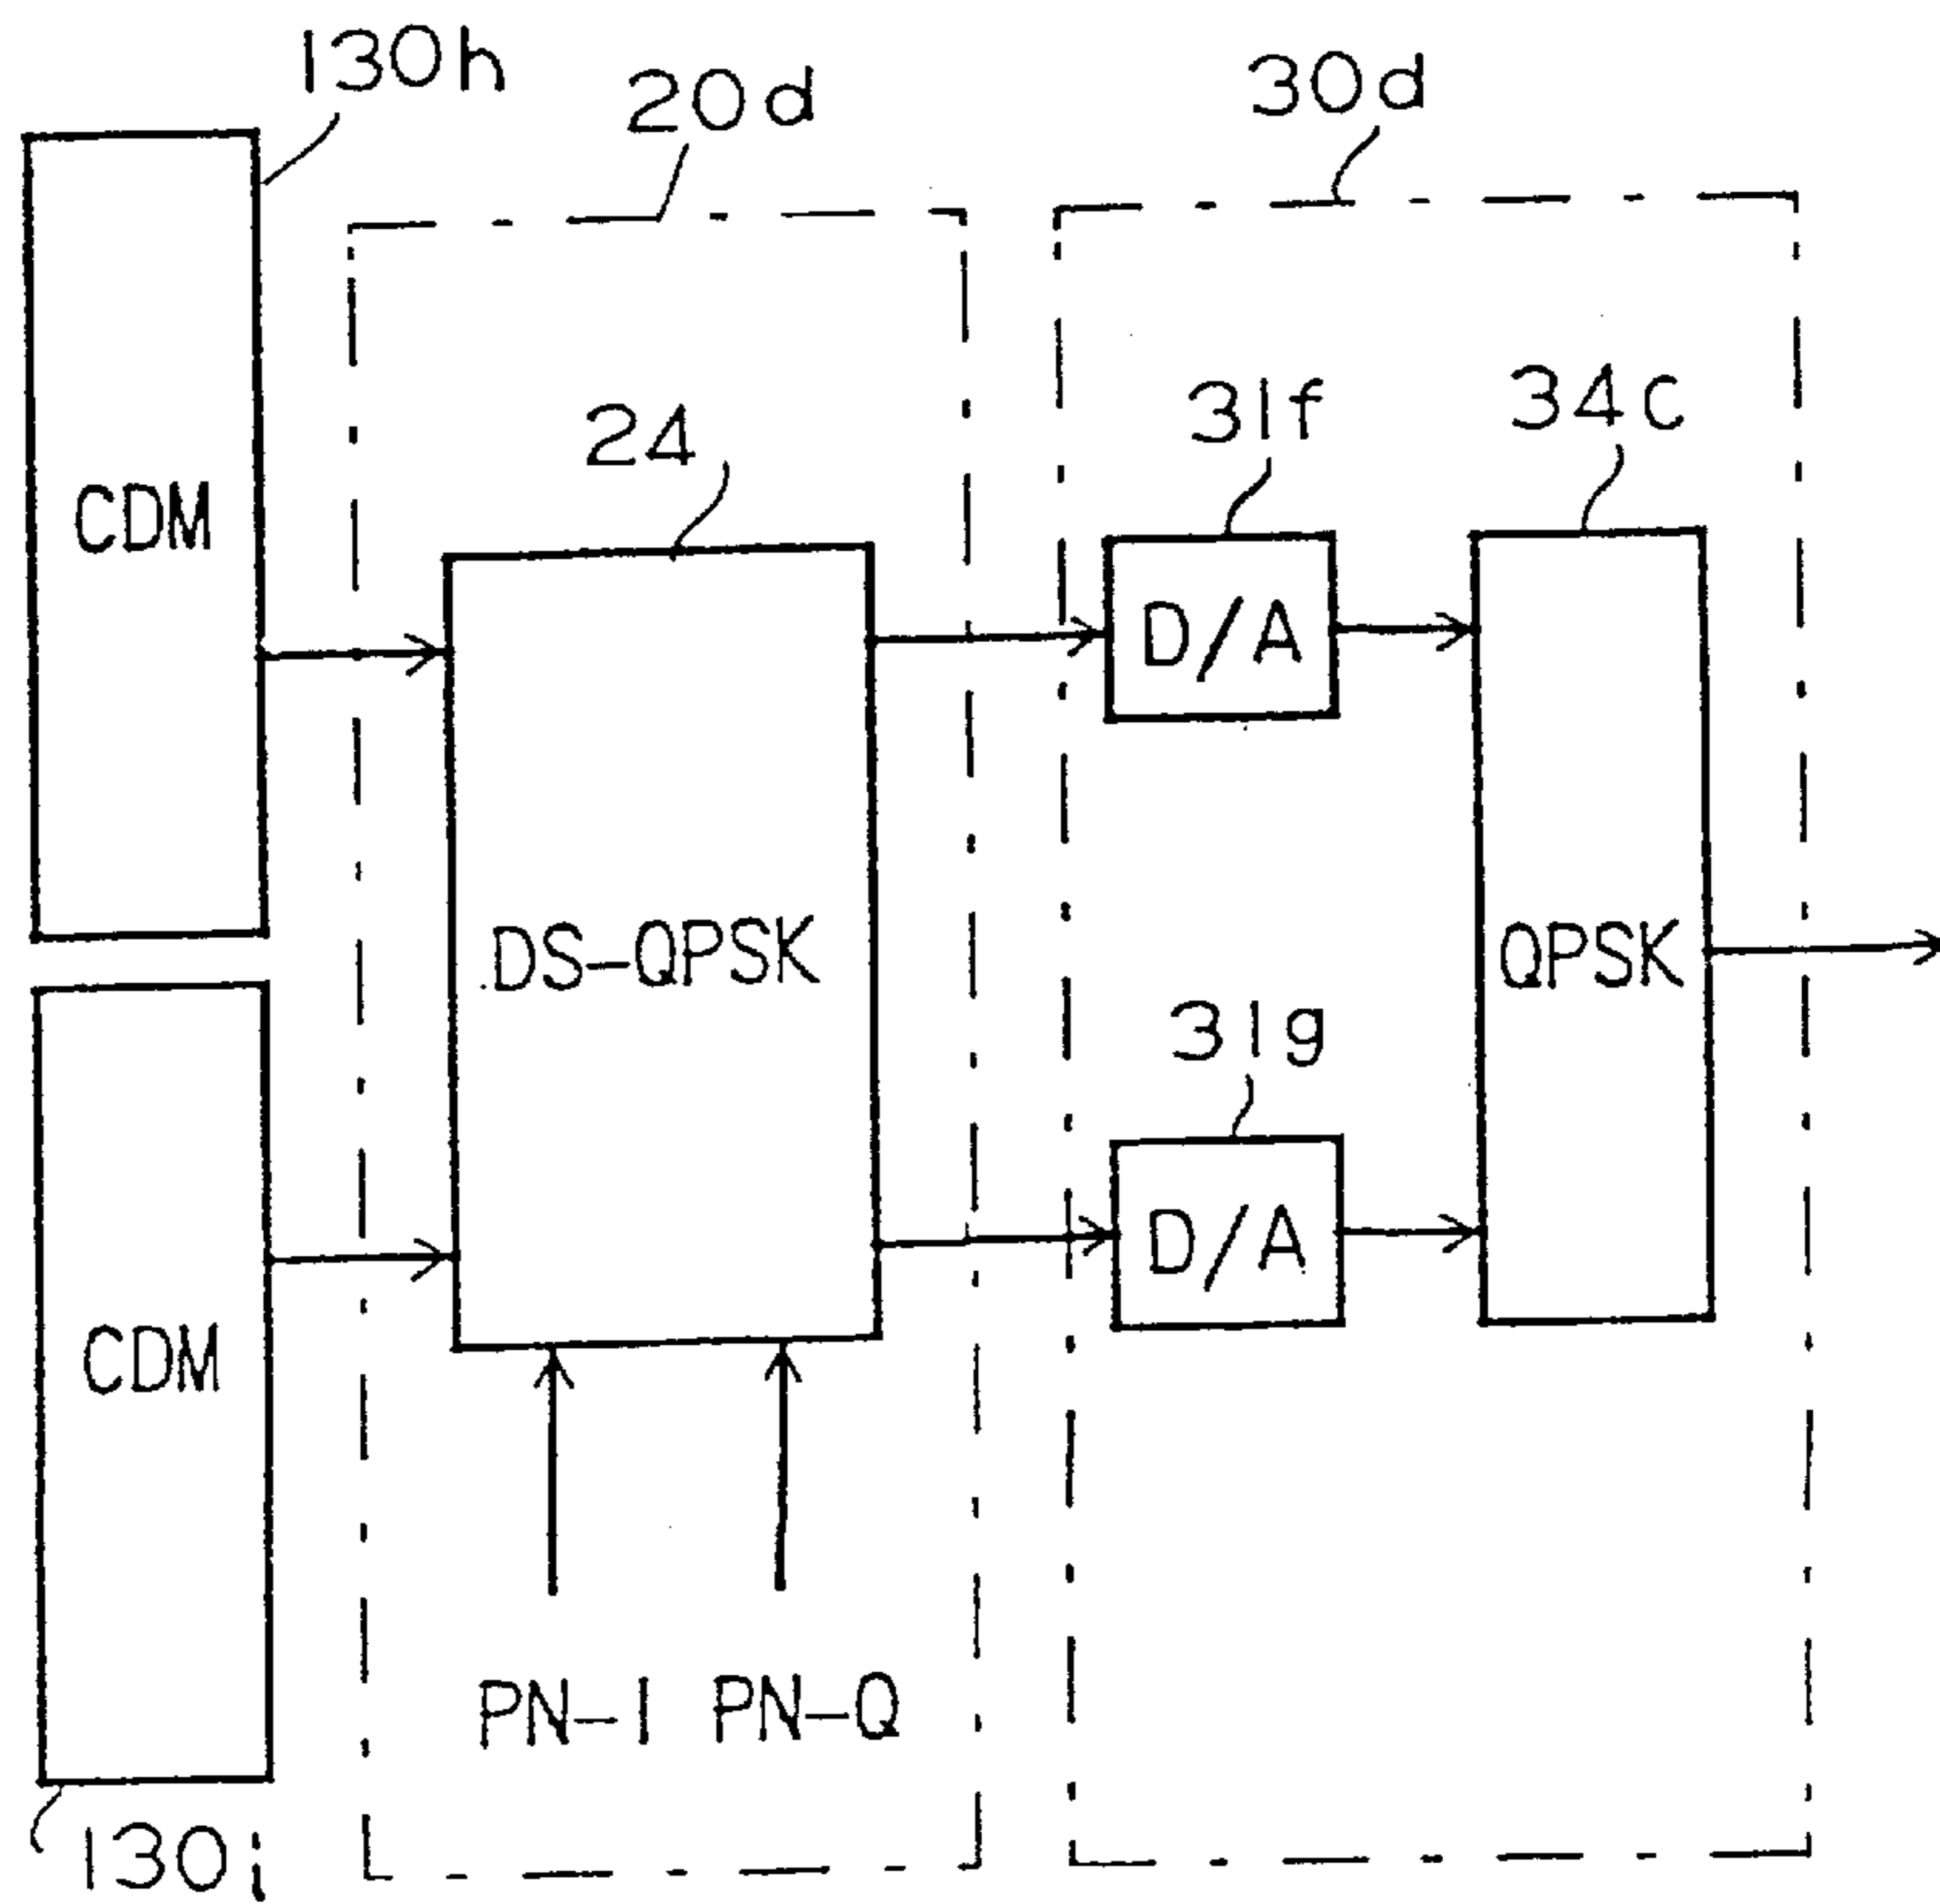 130h
20d
30d
31f
34c
24
CDM
D/A
DS-QPSK
QPSK
31g
D/A
CDM
PN-I PN-Q
130i